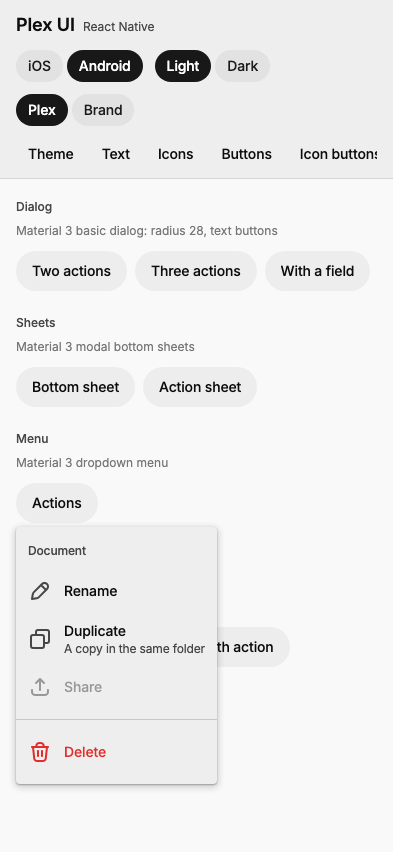 Plex UI React Native
iOS Android Light Dark
Plex Brand
Theme Text Icons Buttons Icon buttons
Dialog
Material 3 basic dialog: radius 28, text buttons
Two actions Three actions With a field
Sheets
Material 3 modal bottom sheets
Bottom sheet Action sheet
Menu
Material 3 dropdown menu
Actions
Document
Rename
Duplicate
A copy in the same folder
th action
Share
Delete